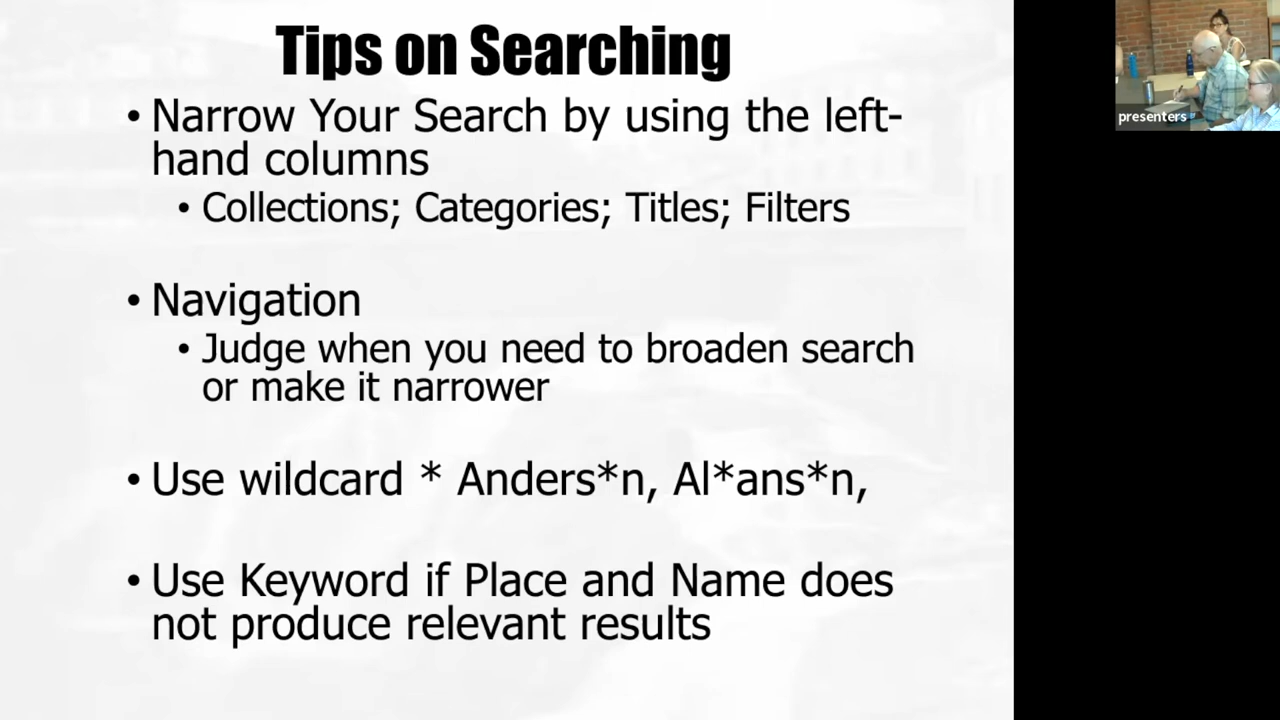 Tips on Searching
• Narrow Your Search by using the left-
hand columns
• Collections; Categories; Titles; Filters
• Navigation
• Judge when you need to broaden search
or make it narrower
• Use wildcard * Anders*n, Al*ans*n,
• Use Keyword if Place and Name does
not produce relevant results
presenters